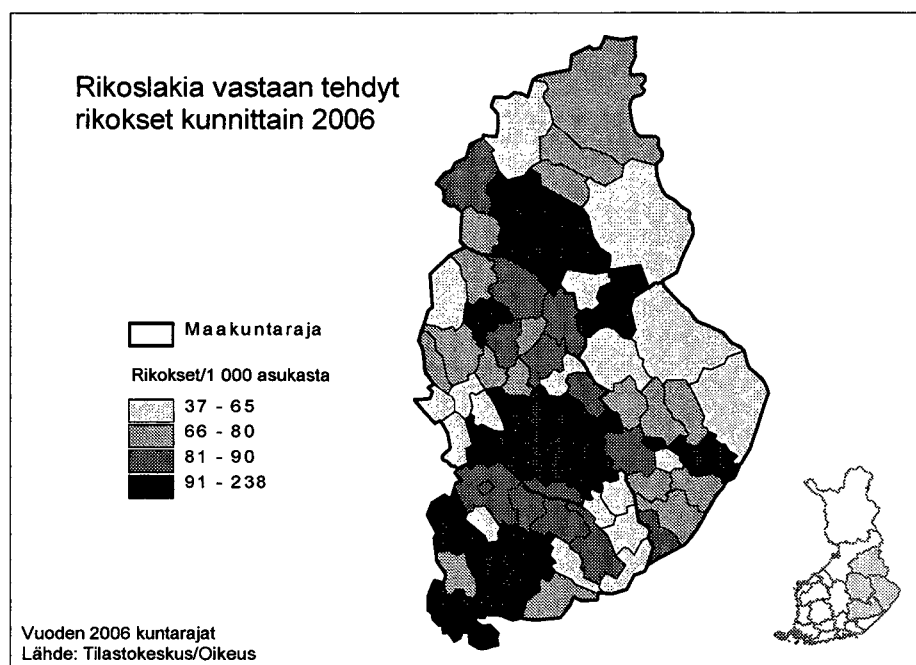 Rikoslakia vastaan tehdyt
rikokset kunnittain 2006
Maakuntaraja
Rikokset/1 000 asukasta
37 - 65
66 - 80
81 - 90
91 - 238
Vuoden 2006 kuntarajat
Lähde: Tilastokeskus/Oikeus